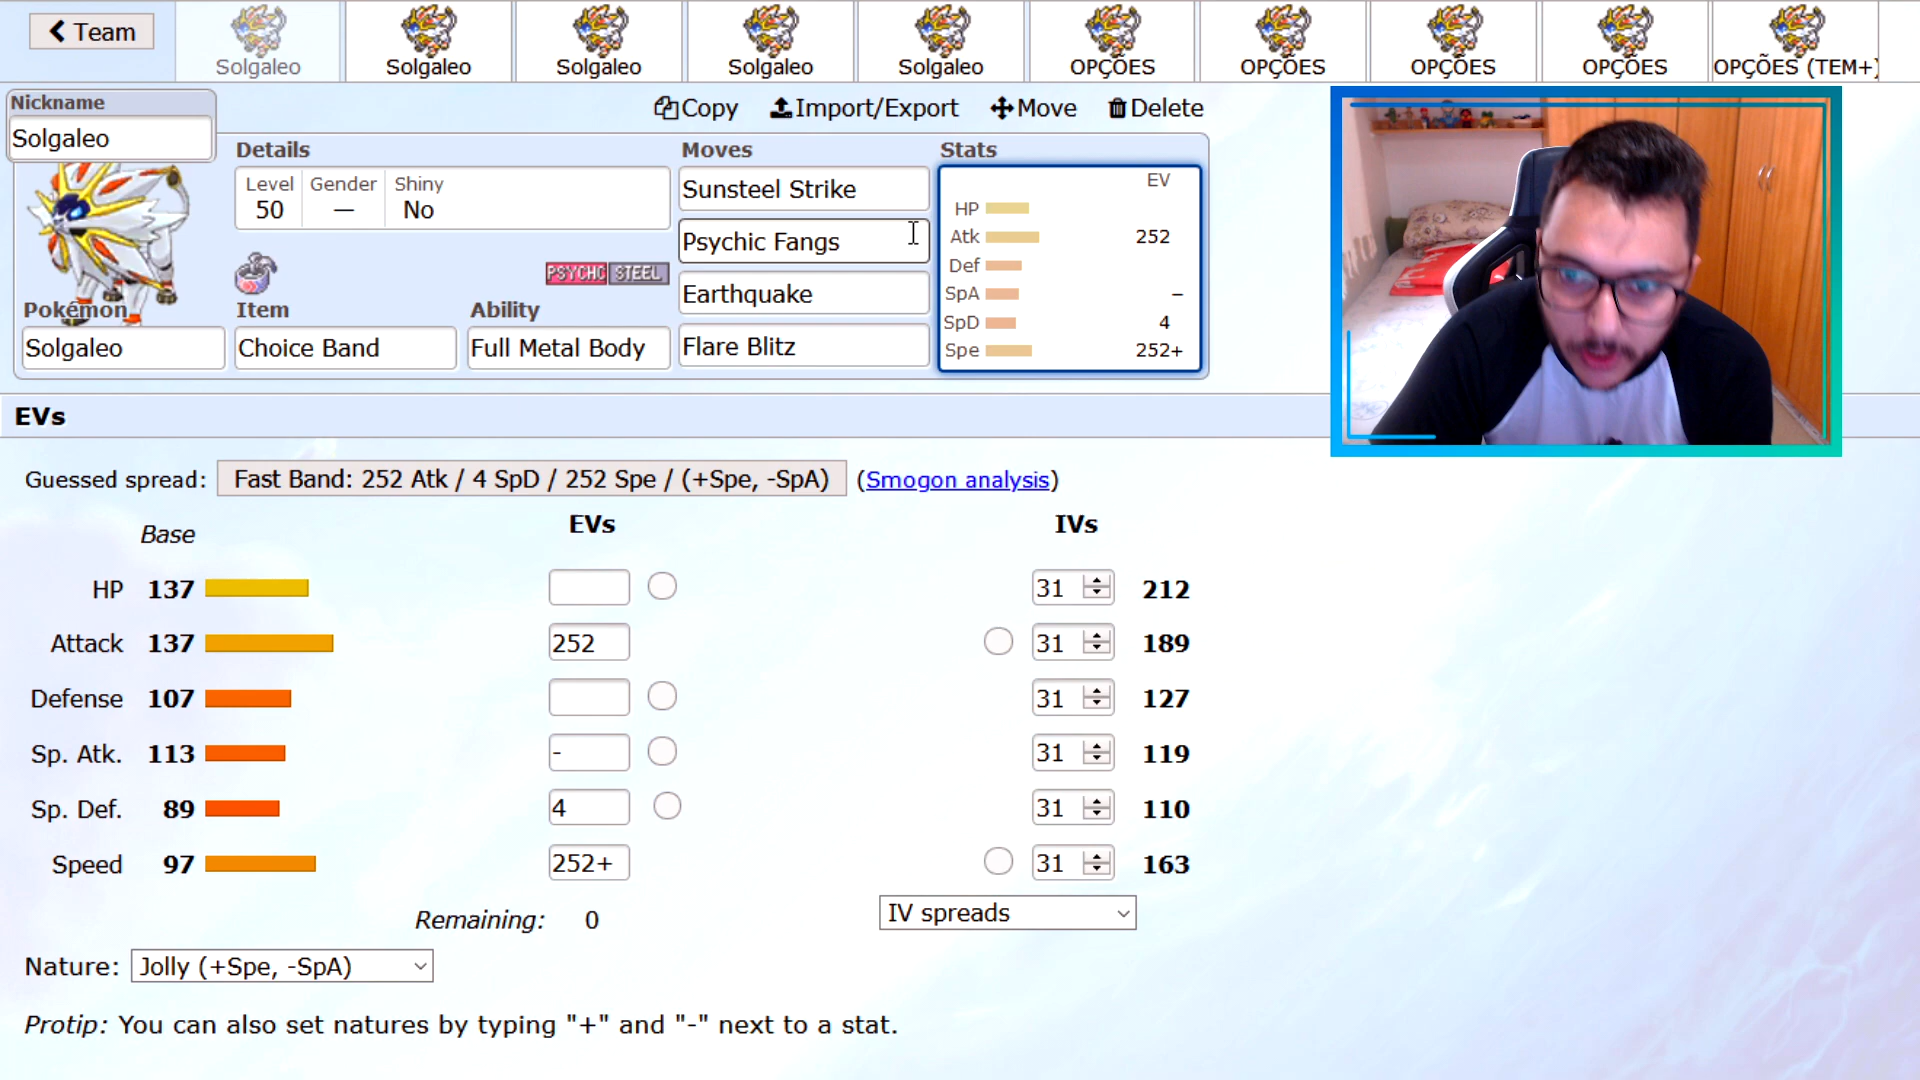 Team
Solgaleo
Solgaleo
Solgaleo
Solgaleo
Solgaleo
OPÇÕES
OPÇÕES
OPÇÕES
OPÇÕES
OPÇÕES (TEM+)
Nickname
Solgaleo
Copy
Import/Export
Move
Delete
Details
Level
50
Gender
—
Shiny
No
PSYCHC
STEEL
Pokémon
Solgaleo
Item
Choice Band
Ability
Full Metal Body
Moves
Sunsteel Strike
Psychic Fangs
Earthquake
Flare Blitz
Stats
EV
HP
Atk 252
Def
SpA –
SpD 4
Spe 252+
EVs
Guessed spread: Fast Band: 252 Atk / 4 SpD / 252 Spe / (+Spe, -SpA) (Smogon analysis)
Base EVs IVs
HP 137 31 212
Attack 137 252 31 189
Defense 107 31 127
Sp. Atk. 113 - 31 119
Sp. Def. 89 4 31 110
Speed 97 252+ 31 163
Remaining: 0
IV spreads
Nature: Jolly (+Spe, -SpA)
Protip: You can also set natures by typing "+" and "-" next to a stat.